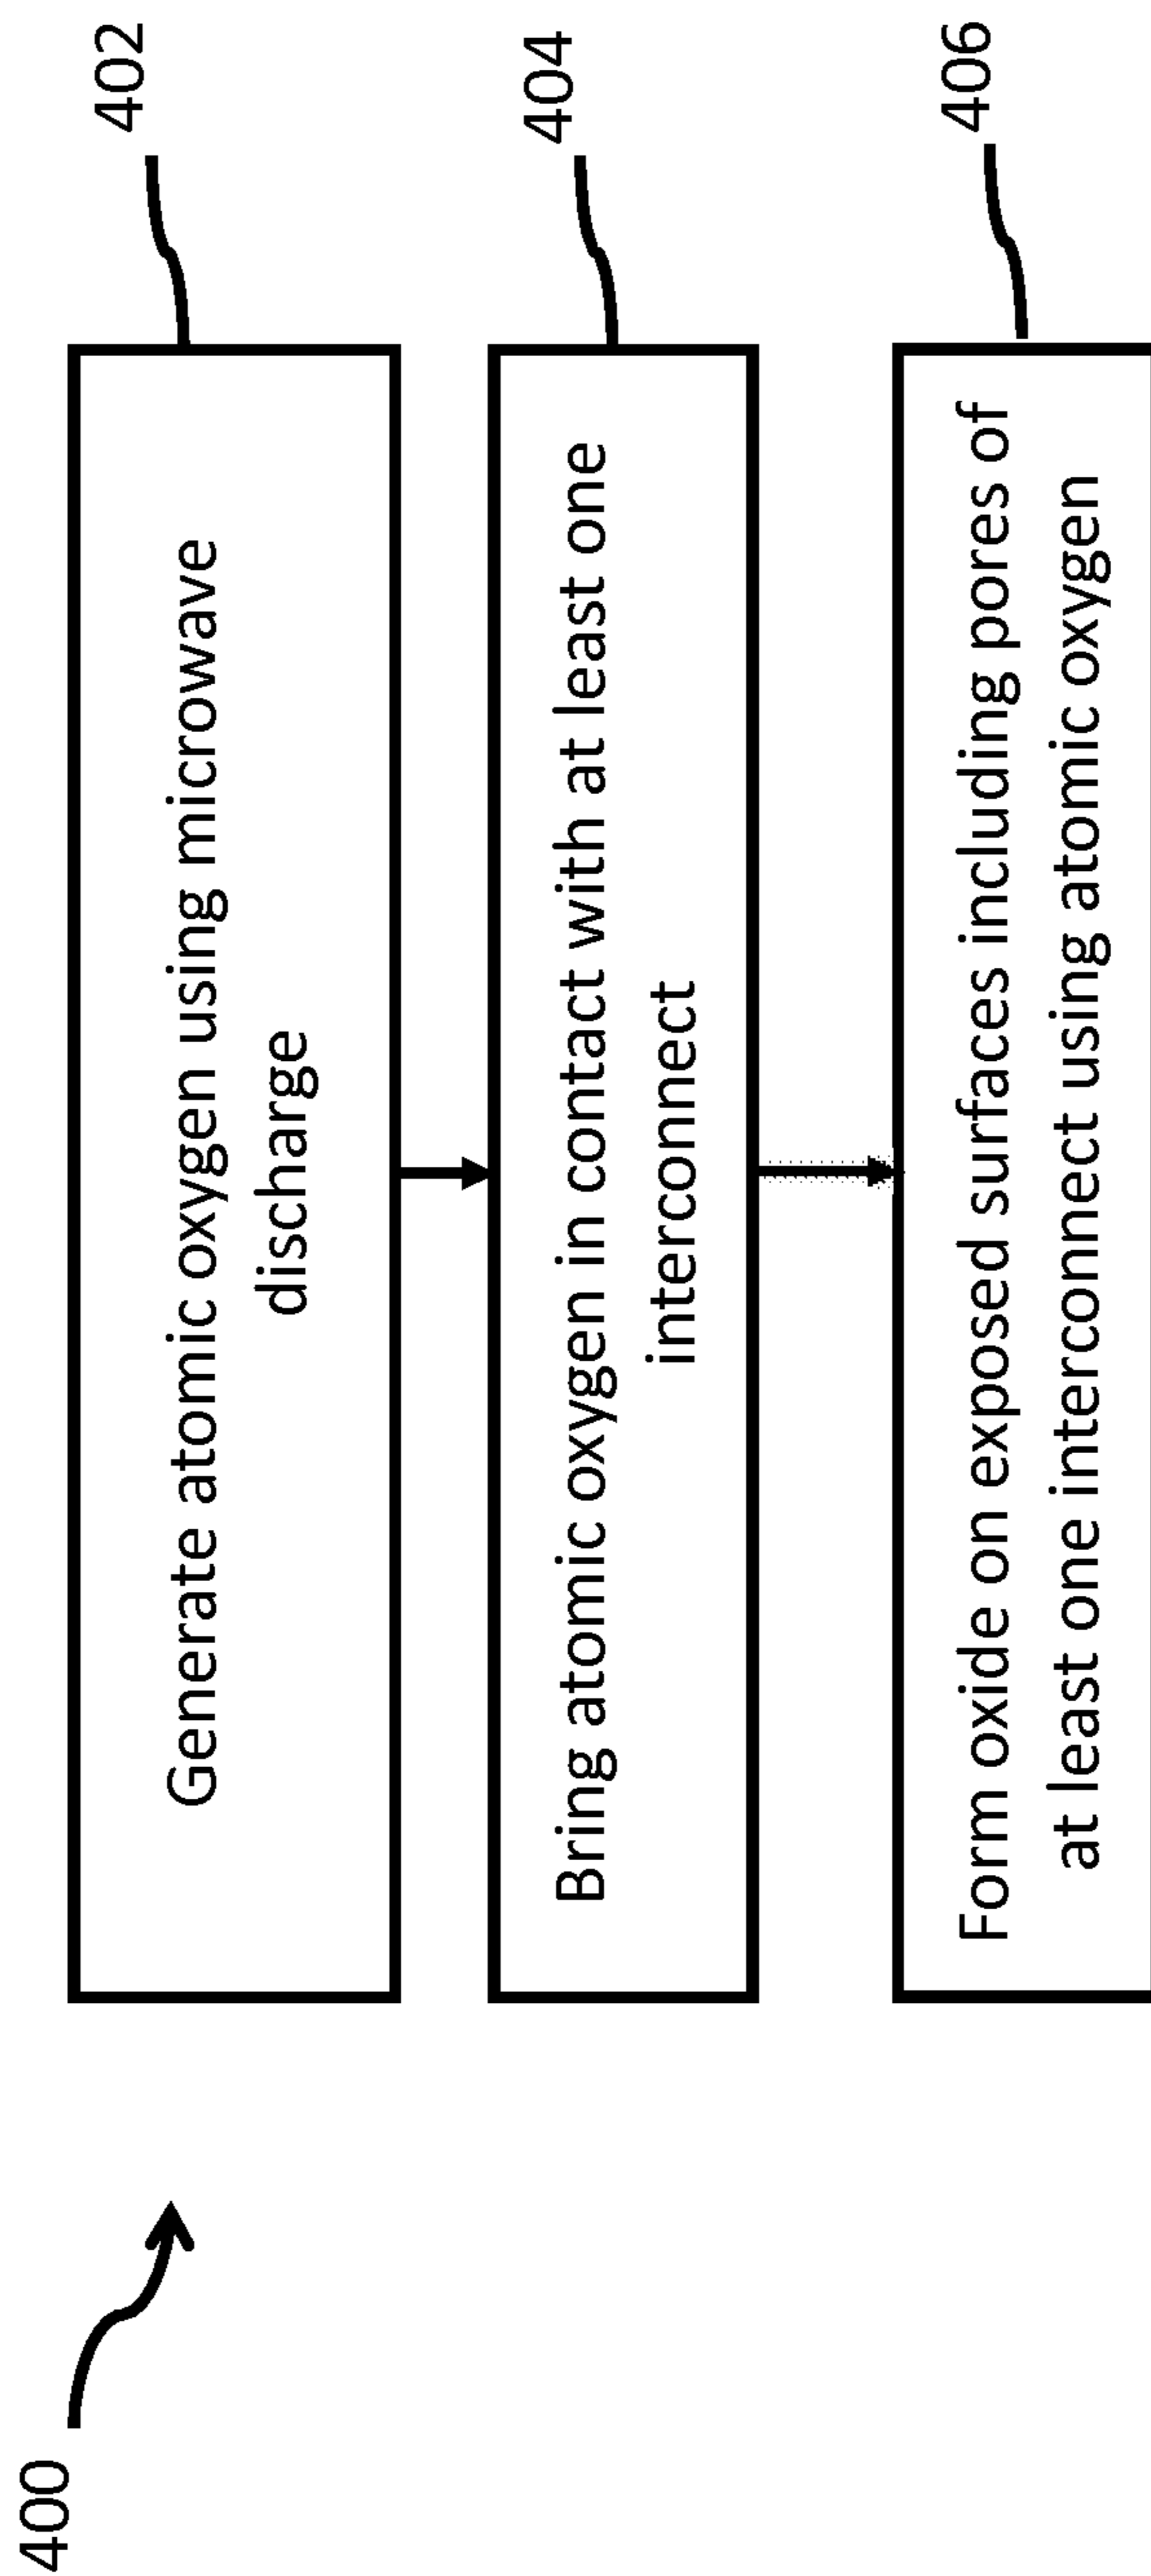 400
402
Generate atomic oxygen using microwave
discharge
404
Bring atomic oxygen in contact with at least one
interconnect
406
Form oxide on exposed surfaces including pores of
at least one interconnect using atomic oxygen